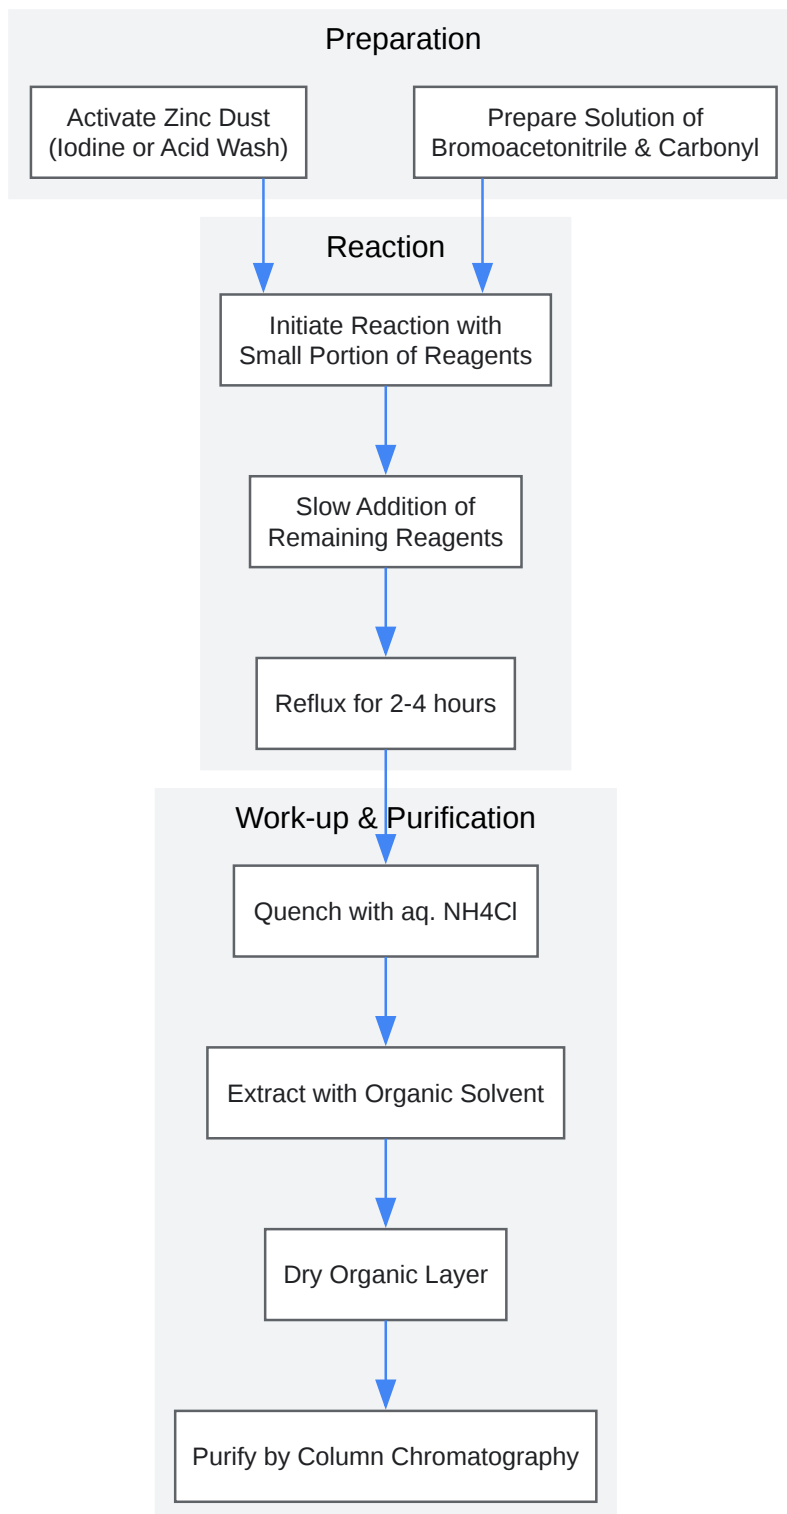 Preparation
Activate Zinc Dust
(Iodine or Acid Wash)
Prepare Solution of
Bromoacetonitrile & Carbonyl
Reaction
Initiate Reaction with
Small Portion of Reagents
Slow Addition of
Remaining Reagents
Reflux for 2-4 hours
Work-up & Purification
Quench with aq. NH4Cl
Extract with Organic Solvent
Dry Organic Layer
Purify by Column Chromatography